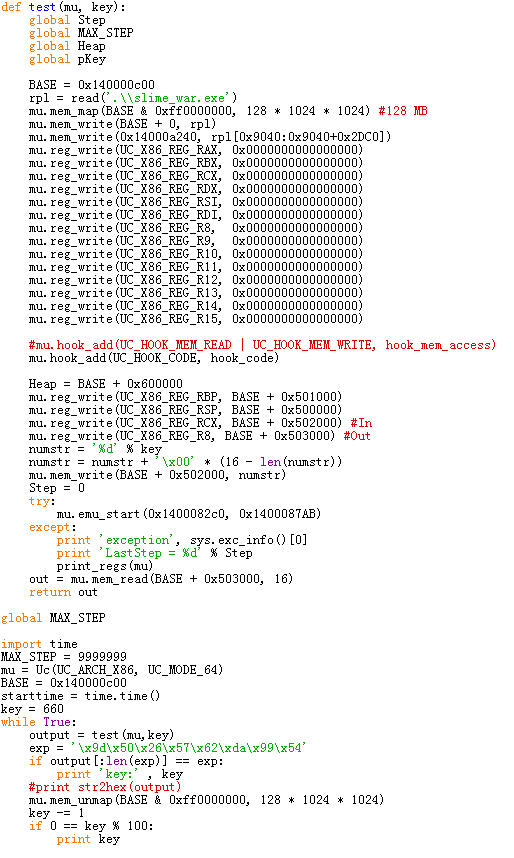 def test(mu, key):
    global Step
    global MAX_STEP
    global Heap
    global pKey

    BASE = 0x140000c00
    rpl = read('.\\slime_war.exe')
    mu.mem_map(BASE & 0xff0000000, 128 * 1024 * 1024) #128 MB
    mu.mem_write(BASE + 0, rpl)
    mu.mem_write(0x14000a240, rpl[0x9040:0x9040+0x2DC0])
    mu.reg_write(UC_X86_REG_RAX, 0x0000000000000000)
    mu.reg_write(UC_X86_REG_RBX, 0x0000000000000000)
    mu.reg_write(UC_X86_REG_RCX, 0x0000000000000000)
    mu.reg_write(UC_X86_REG_RDX, 0x0000000000000000)
    mu.reg_write(UC_X86_REG_RSI, 0x0000000000000000)
    mu.reg_write(UC_X86_REG_RDI, 0x0000000000000000)
    mu.reg_write(UC_X86_REG_R8,  0x0000000000000000)
    mu.reg_write(UC_X86_REG_R9,  0x0000000000000000)
    mu.reg_write(UC_X86_REG_R10, 0x0000000000000000)
    mu.reg_write(UC_X86_REG_R11, 0x0000000000000000)
    mu.reg_write(UC_X86_REG_R12, 0x0000000000000000)
    mu.reg_write(UC_X86_REG_R13, 0x0000000000000000)
    mu.reg_write(UC_X86_REG_R14, 0x0000000000000000)
    mu.reg_write(UC_X86_REG_R15, 0x0000000000000000)

    #mu.hook_add(UC_HOOK_MEM_READ | UC_HOOK_MEM_WRITE, hook_mem_access)
    mu.hook_add(UC_HOOK_CODE, hook_code)

    Heap = BASE + 0x600000
    mu.reg_write(UC_X86_REG_RBP, BASE + 0x501000)
    mu.reg_write(UC_X86_REG_RSP, BASE + 0x500000)
    mu.reg_write(UC_X86_REG_RCX, BASE + 0x502000) #In
    mu.reg_write(UC_X86_REG_R8, BASE + 0x503000) #Out
    numstr = '%d' % key
    numstr = numstr + '\x00' * (16 - len(numstr))
    mu.mem_write(BASE + 0x502000, numstr)
    Step = 0
    try:
        mu.emu_start(0x1400082c0, 0x1400087AB)
    except:
        print 'exception', sys.exc_info()[0]
        print 'LastStep = %d' % Step
        print_regs(mu)
    out = mu.mem_read(BASE + 0x503000, 16)
    return out

global MAX_STEP

import time
MAX_STEP = 9999999
mu = Uc(UC_ARCH_X86, UC_MODE_64)
BASE = 0x140000c00
starttime = time.time()
key = 660
while True:
    output = test(mu,key)
    exp = '\x9d\x50\x26\x57\x62\xda\x99\x54'
    if output[:len(exp)] == exp:
        print 'key:' , key
    #print str2hex(output)
    mu.mem_unmap(BASE & 0xff0000000, 128 * 1024 * 1024)
    key -= 1
    if 0 == key % 100:
        print key